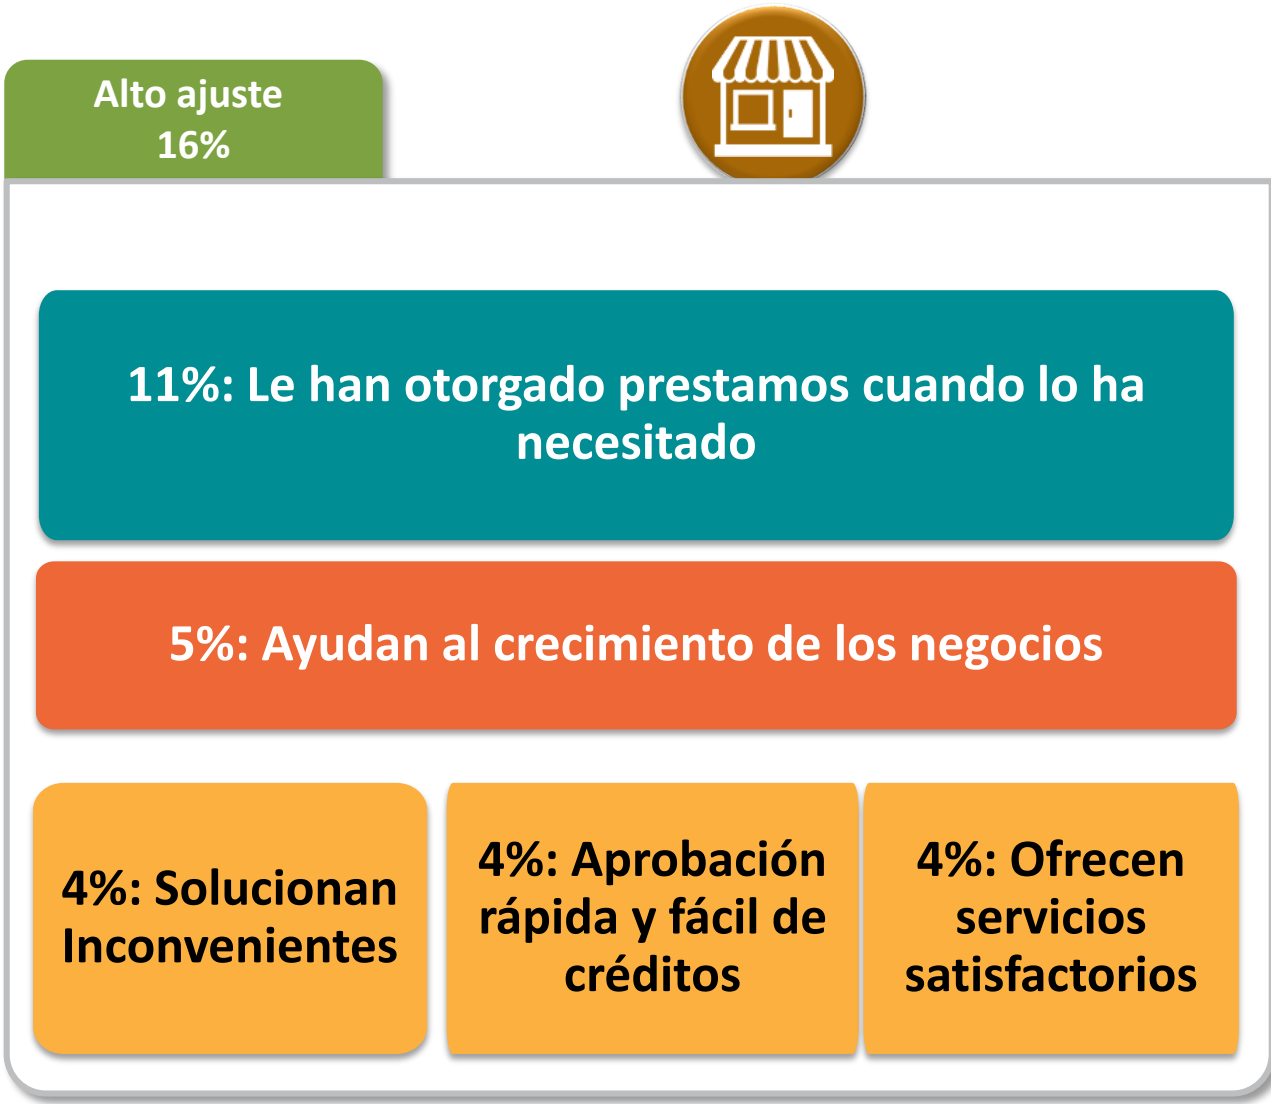 Alto ajuste
16%
11%: Le han otorgado prestamos cuando lo ha
necesitado
5%: Ayudan al crecimiento de los negocios
4%: Solucionan
Inconvenientes
4%: Aprobación
rápida y fácil de
créditos
4%: Ofrecen
servicios
satisfactorios